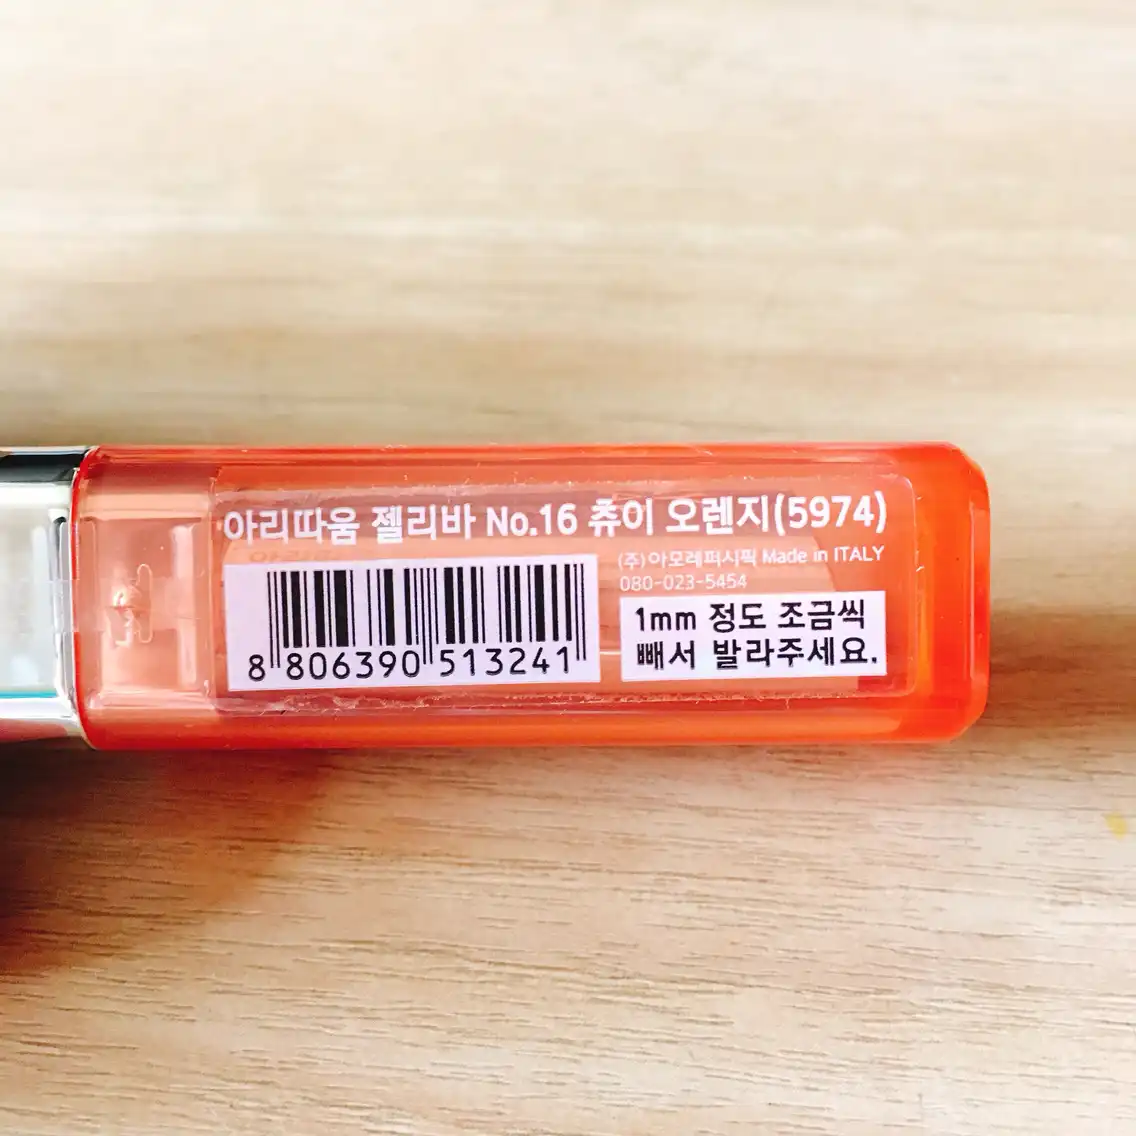 아리따움 젤리바 No.16 츄이 오렌지(5974)
(주)아모레퍼시픽 Made in ITALY
080-023-5454
1mm 정도 조금씩
빼서 발라주세요.
8 806390 513241